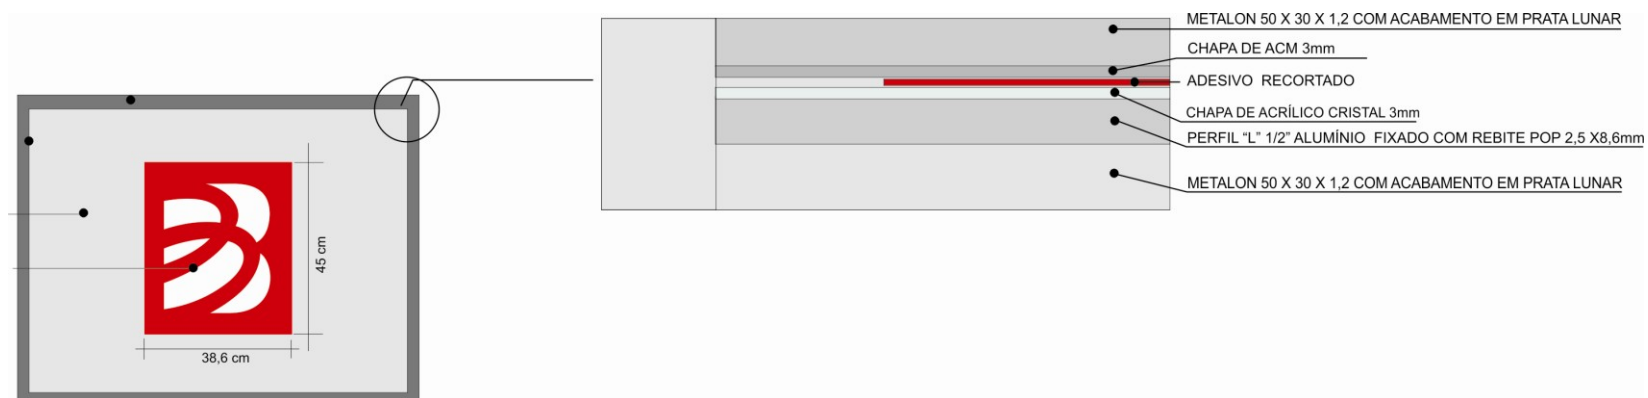 METALON 50 X 30 X 1,2 COM ACABAMENTO EM PRATA LUNAR
CHAPA DE ACM 3mm
ADESIVO RECORTADO
CHAPA DE ACRÍLICO CRISTAL 3mm
PERFIL “L” 1/2” ALUMÍNIO FIXADO COM REBITE POP 2,5 X8,6mm
METALON 50 X 30 X 1,2 COM ACABAMENTO EM PRATA LUNAR
45 cm
38,6 cm